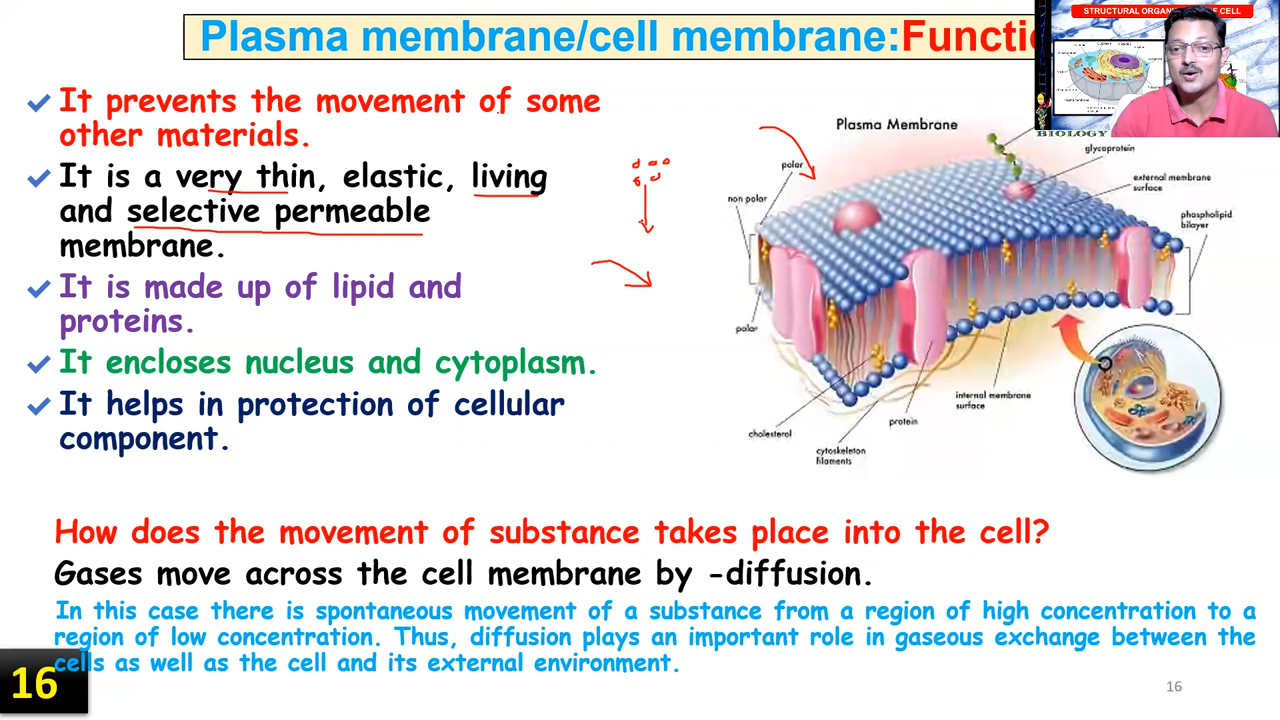 Plasma membrane/cell membrane:Functi
STRUCTURAL ORGAN
CELL
BIOLOGY
It prevents the movement of some
other materials.
It is a very thin, elastic, living
and selective permeable
membrane.
It is made up of lipid and
proteins.
It encloses nucleus and cytoplasm.
It helps in protection of cellular
component.
Plasma Membrane
glycoprotein
polar
external membrane
surface
non polar
phospholipid
bilayer
polar
internal membrane
surface
protein
cholesterol
cytoskeleton
filaments
How does the movement of substance takes place into the cell?
Gases move across the cell membrane by -diffusion.
In this case there is spontaneous movement of a substance from a region of high concentration to a
region of low concentration. Thus, diffusion plays an important role in gaseous exchange between the
cells as well as the cell and its external environment.
16
16